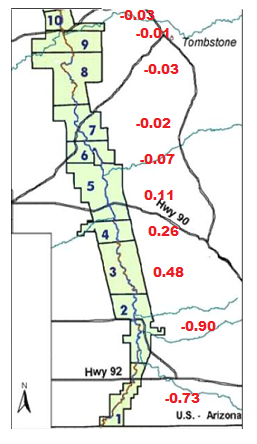 10 -0.03
-0.01
9 Tombstone
8 -0.03
7 -0.02
6 -0.07
5 0.11
Hwy 90
4 0.26
3 0.48
2
-0.90
Hwy 92
-0.73
N
1 U.S. - Arizona